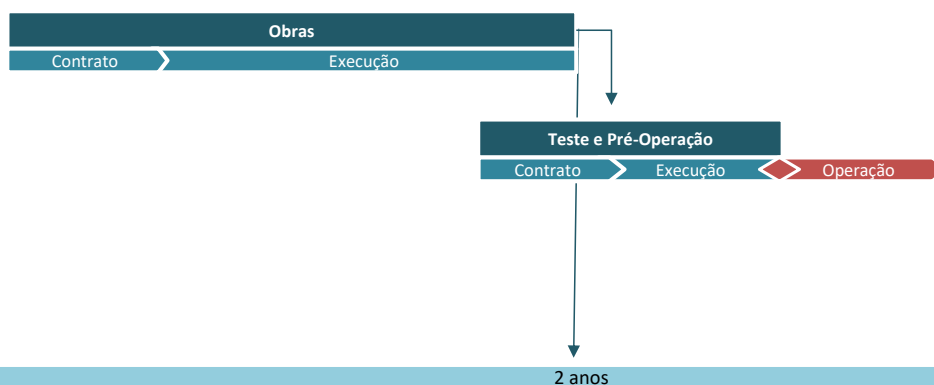 Obras
Contrato
Execução
Teste e Pré-Operação
Contrato
Execução
Operação
2 anos